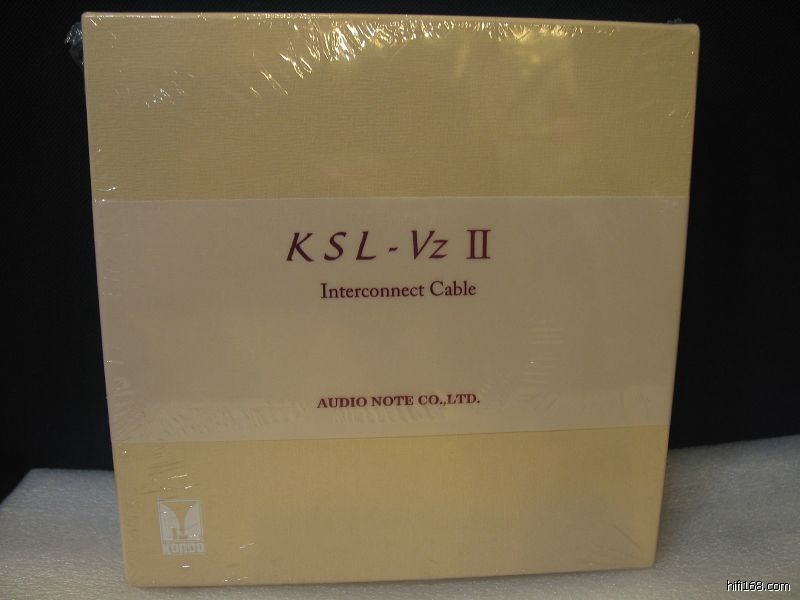 KSL-Vz II
Interconnect Cable
AUDIO NOTE CO.,LTD.
KONDO
hifi168.com